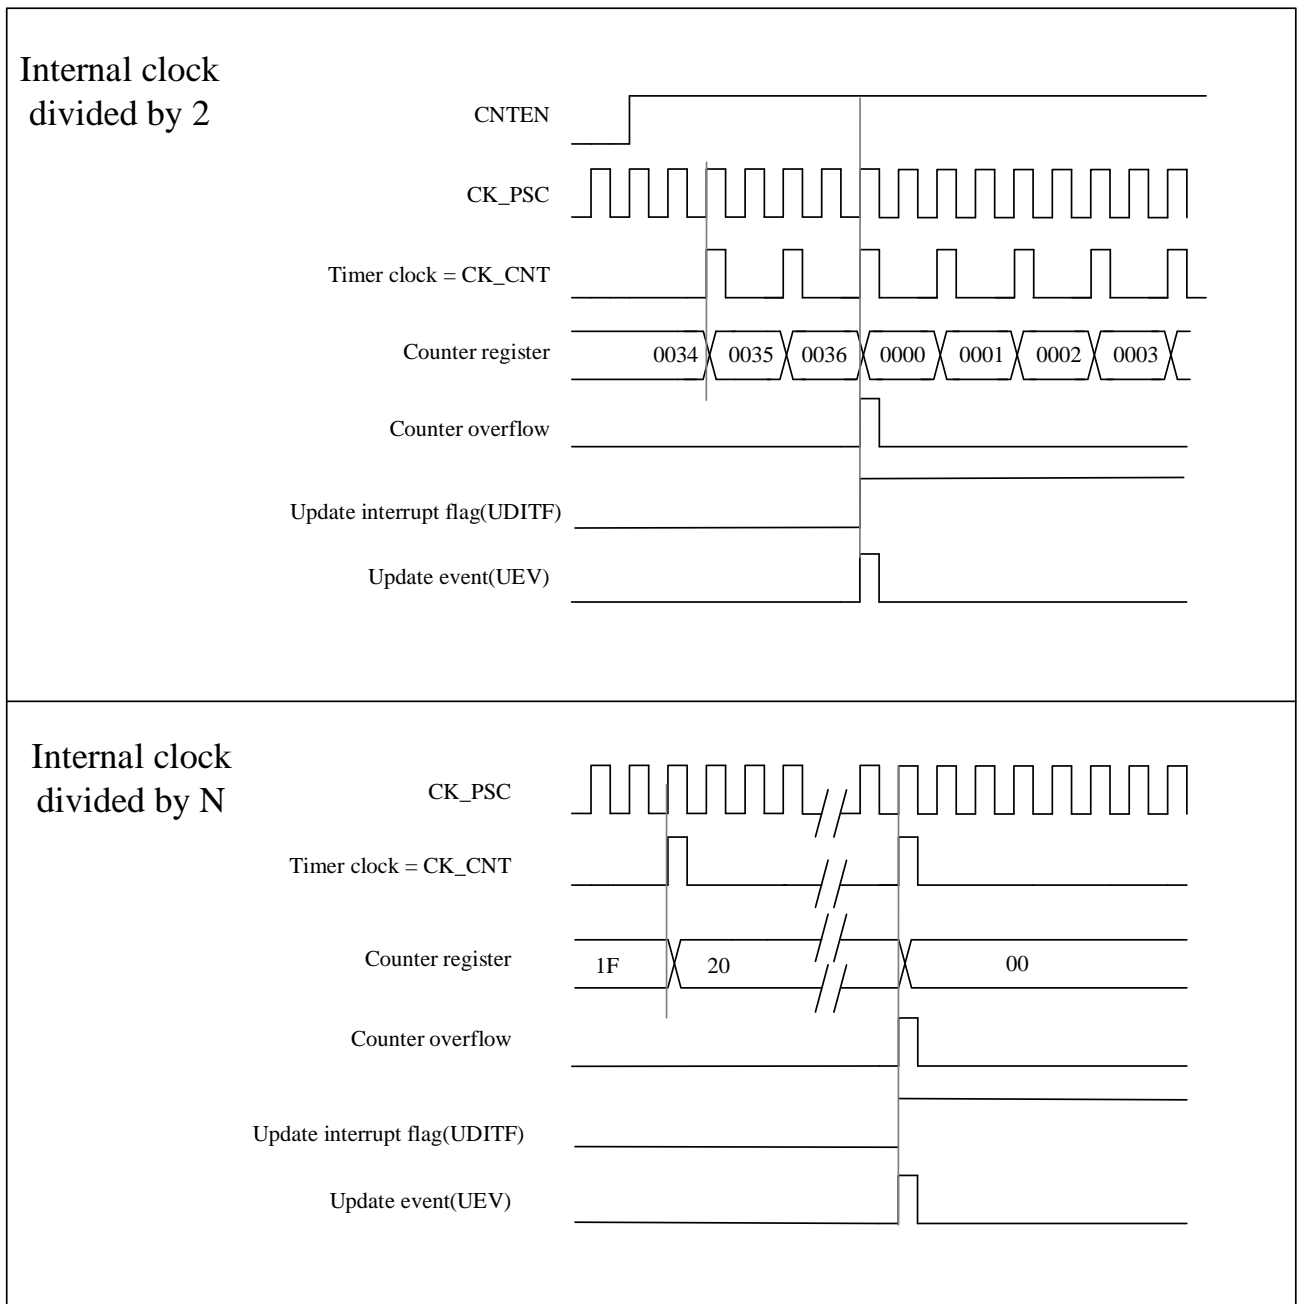 Internal clock
divided by 2
CNTEN
CK_PSC
Timer clock = CK_CNT
Counter register
0034 0035 0036 0000 0001 0002 0003
Counter overflow
Update interrupt flag(UDITF)
Update event(UEV)
Internal clock
divided by N
CK_PSC
Timer clock = CK_CNT
Counter register
1F 20 00
Counter overflow
Update interrupt flag(UDITF)
Update event(UEV)